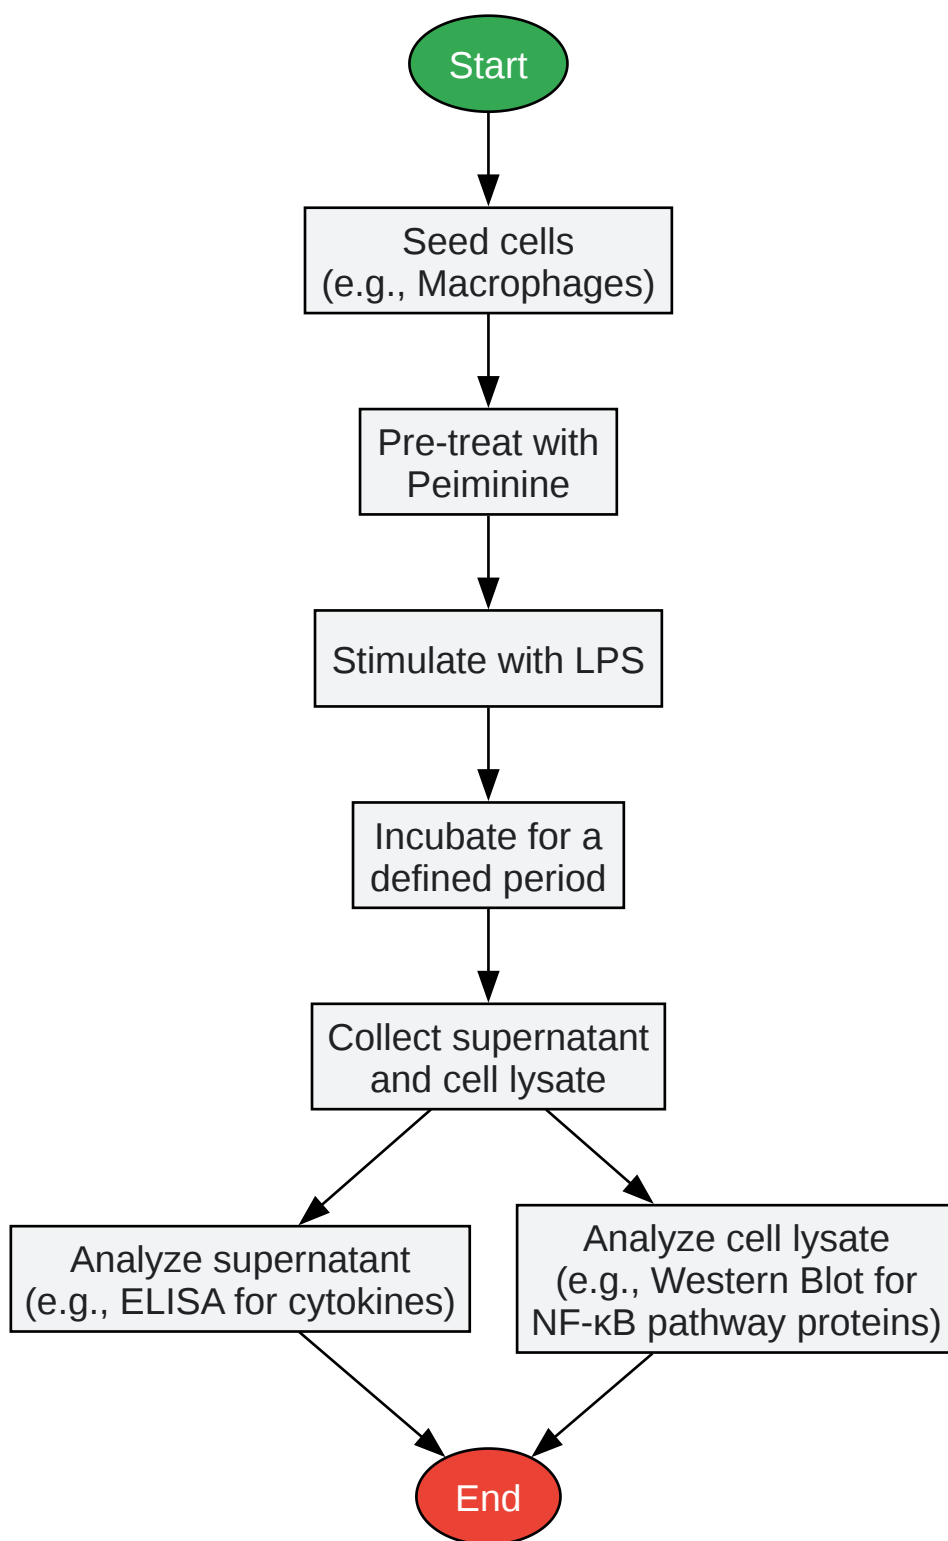 Start
Seed cells
(e.g., Macrophages)
Pre-treat with
Peiminine
Stimulate with LPS
Incubate for a
defined period
Collect supernatant
and cell lysate
Analyze supernatant
(e.g., ELISA for cytokines)
Analyze cell lysate
(e.g., Western Blot for
NF-κB pathway proteins)
End